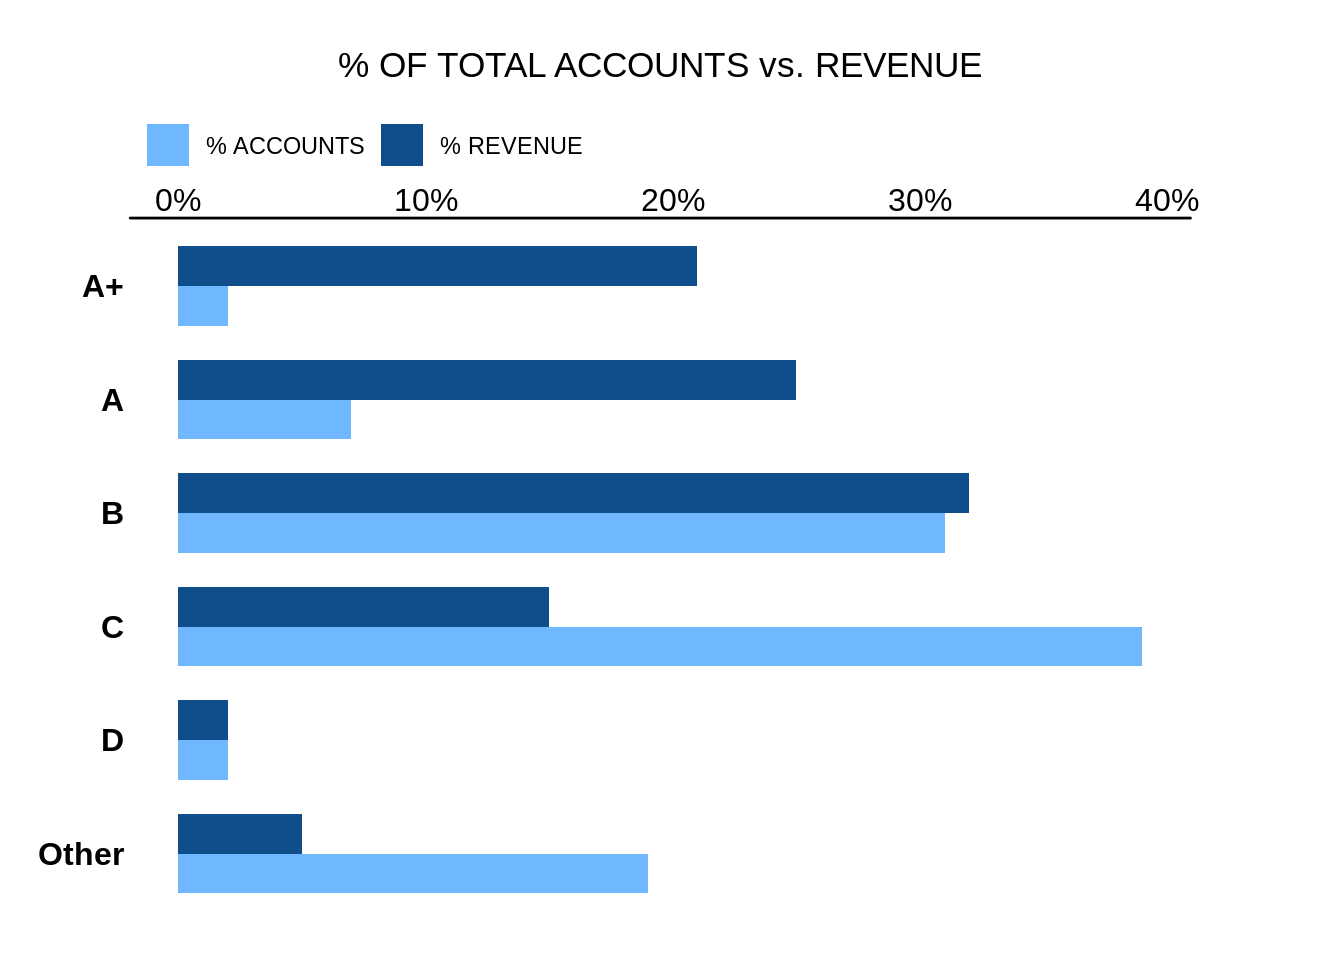 % OF TOTAL ACCOUNTS vs. REVENUE
% ACCOUNTS % REVENUE
0% 10% 20% 30% 40%
A+
A
B
C
D
Other